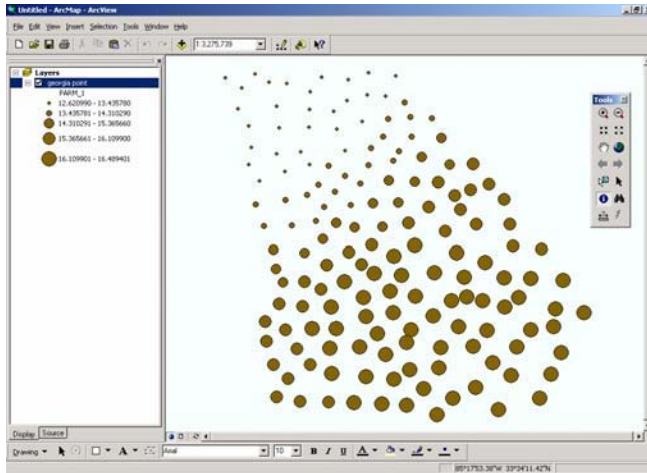 Untitled - ArcMap - ArcView
File Edit View Insert Selection Tools Window Help
1:3,275,739
Layers
georgia point
PARM_1
12.620990 - 13.435780
13.435781 - 14.310290
14.310291 - 15.365660
15.365661 - 16.109900
16.109901 - 16.489401
Tools
Display Source
Drawing
A
Arial
10
B I U A
85°17'53.38"W 33°34'11.42"N